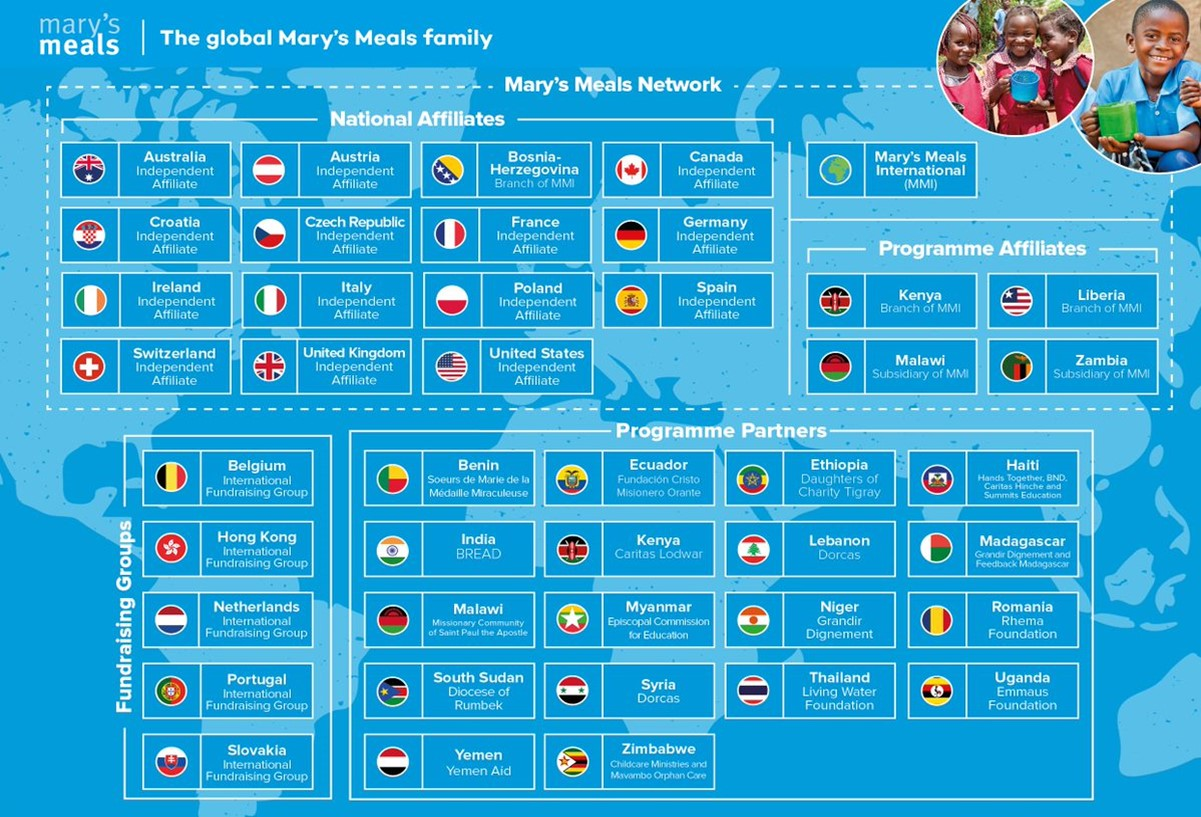 mary's
meals
The global Mary's Meals family
Mary's Meals Network
National Affiliates
Australia
Independent
Affiliate
Austria
Independent
Affiliate
Bosnia-
Herzegovina
Branch of MMI
Canada
Independent
Affiliate
Croatia
Independent
Affiliate
Czech Republic
Independent
Affiliate
France
Independent
Affiliate
Germany
Independent
Affiliate
Ireland
Independent
Affiliate
Italy
Independent
Affiliate
Poland
Independent
Affiliate
Spain
Independent
Affiliate
Switzerland
Independent
Affiliate
United Kingdom
Independent
Affiliate
United States
Independent
Affiliate
Mary's Meals
International
(MMI)
Programme Affiliates
Kenya
Branch of MMI
Liberia
Branch of MMI
Malawi
Subsidiary of MMI
Zambia
Subsidiary of MMI
Fundraising Groups
Belgium
International
Fundraising Group
Hong Kong
International
Fundraising Group
Netherlands
International
Fundraising Group
Portugal
International
Fundraising Group
Slovakia
International
Fundraising Group
Programme Partners
Benin
Soeurs de Marie de la
Médaille Miraculeuse
Ecuador
Fundación Cristo
Misionero Orante
Ethiopia
Daughters of
Charity Tigray
Haiti
Hands Together, BND,
Caritas Hinche and
Summits Education
India
BREAD
Kenya
Caritas Lodwar
Lebanon
Dorcas
Madagascar
Grandir Dignement and
Feedback Madagascar
Malawi
Missionary Community
of Saint Paul the Apostle
Myanmar
Episcopal Commission
for Education
Niger
Grandir
Dignement
Romania
Rhema
Foundation
South Sudan
Diocese of
Rumbek
Syria
Dorcas
Thailand
Living Water
Foundation
Uganda
Emmaus
Foundation
Yemen
Yemen Aid
Zimbabwe
Childcare Ministries and
Mavambo Orphan Care